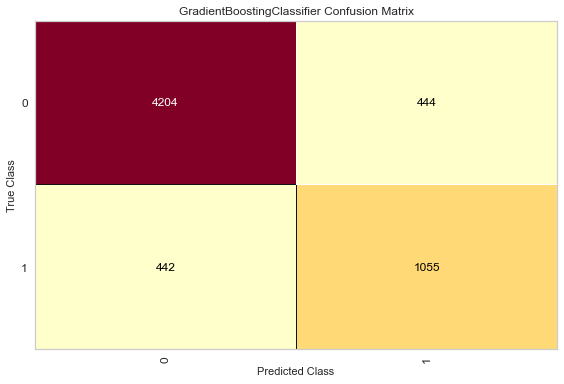 GradientBoostingClassifier Confusion Matrix
True Class
0
4204
444
1
442
1055
0
1
Predicted Class